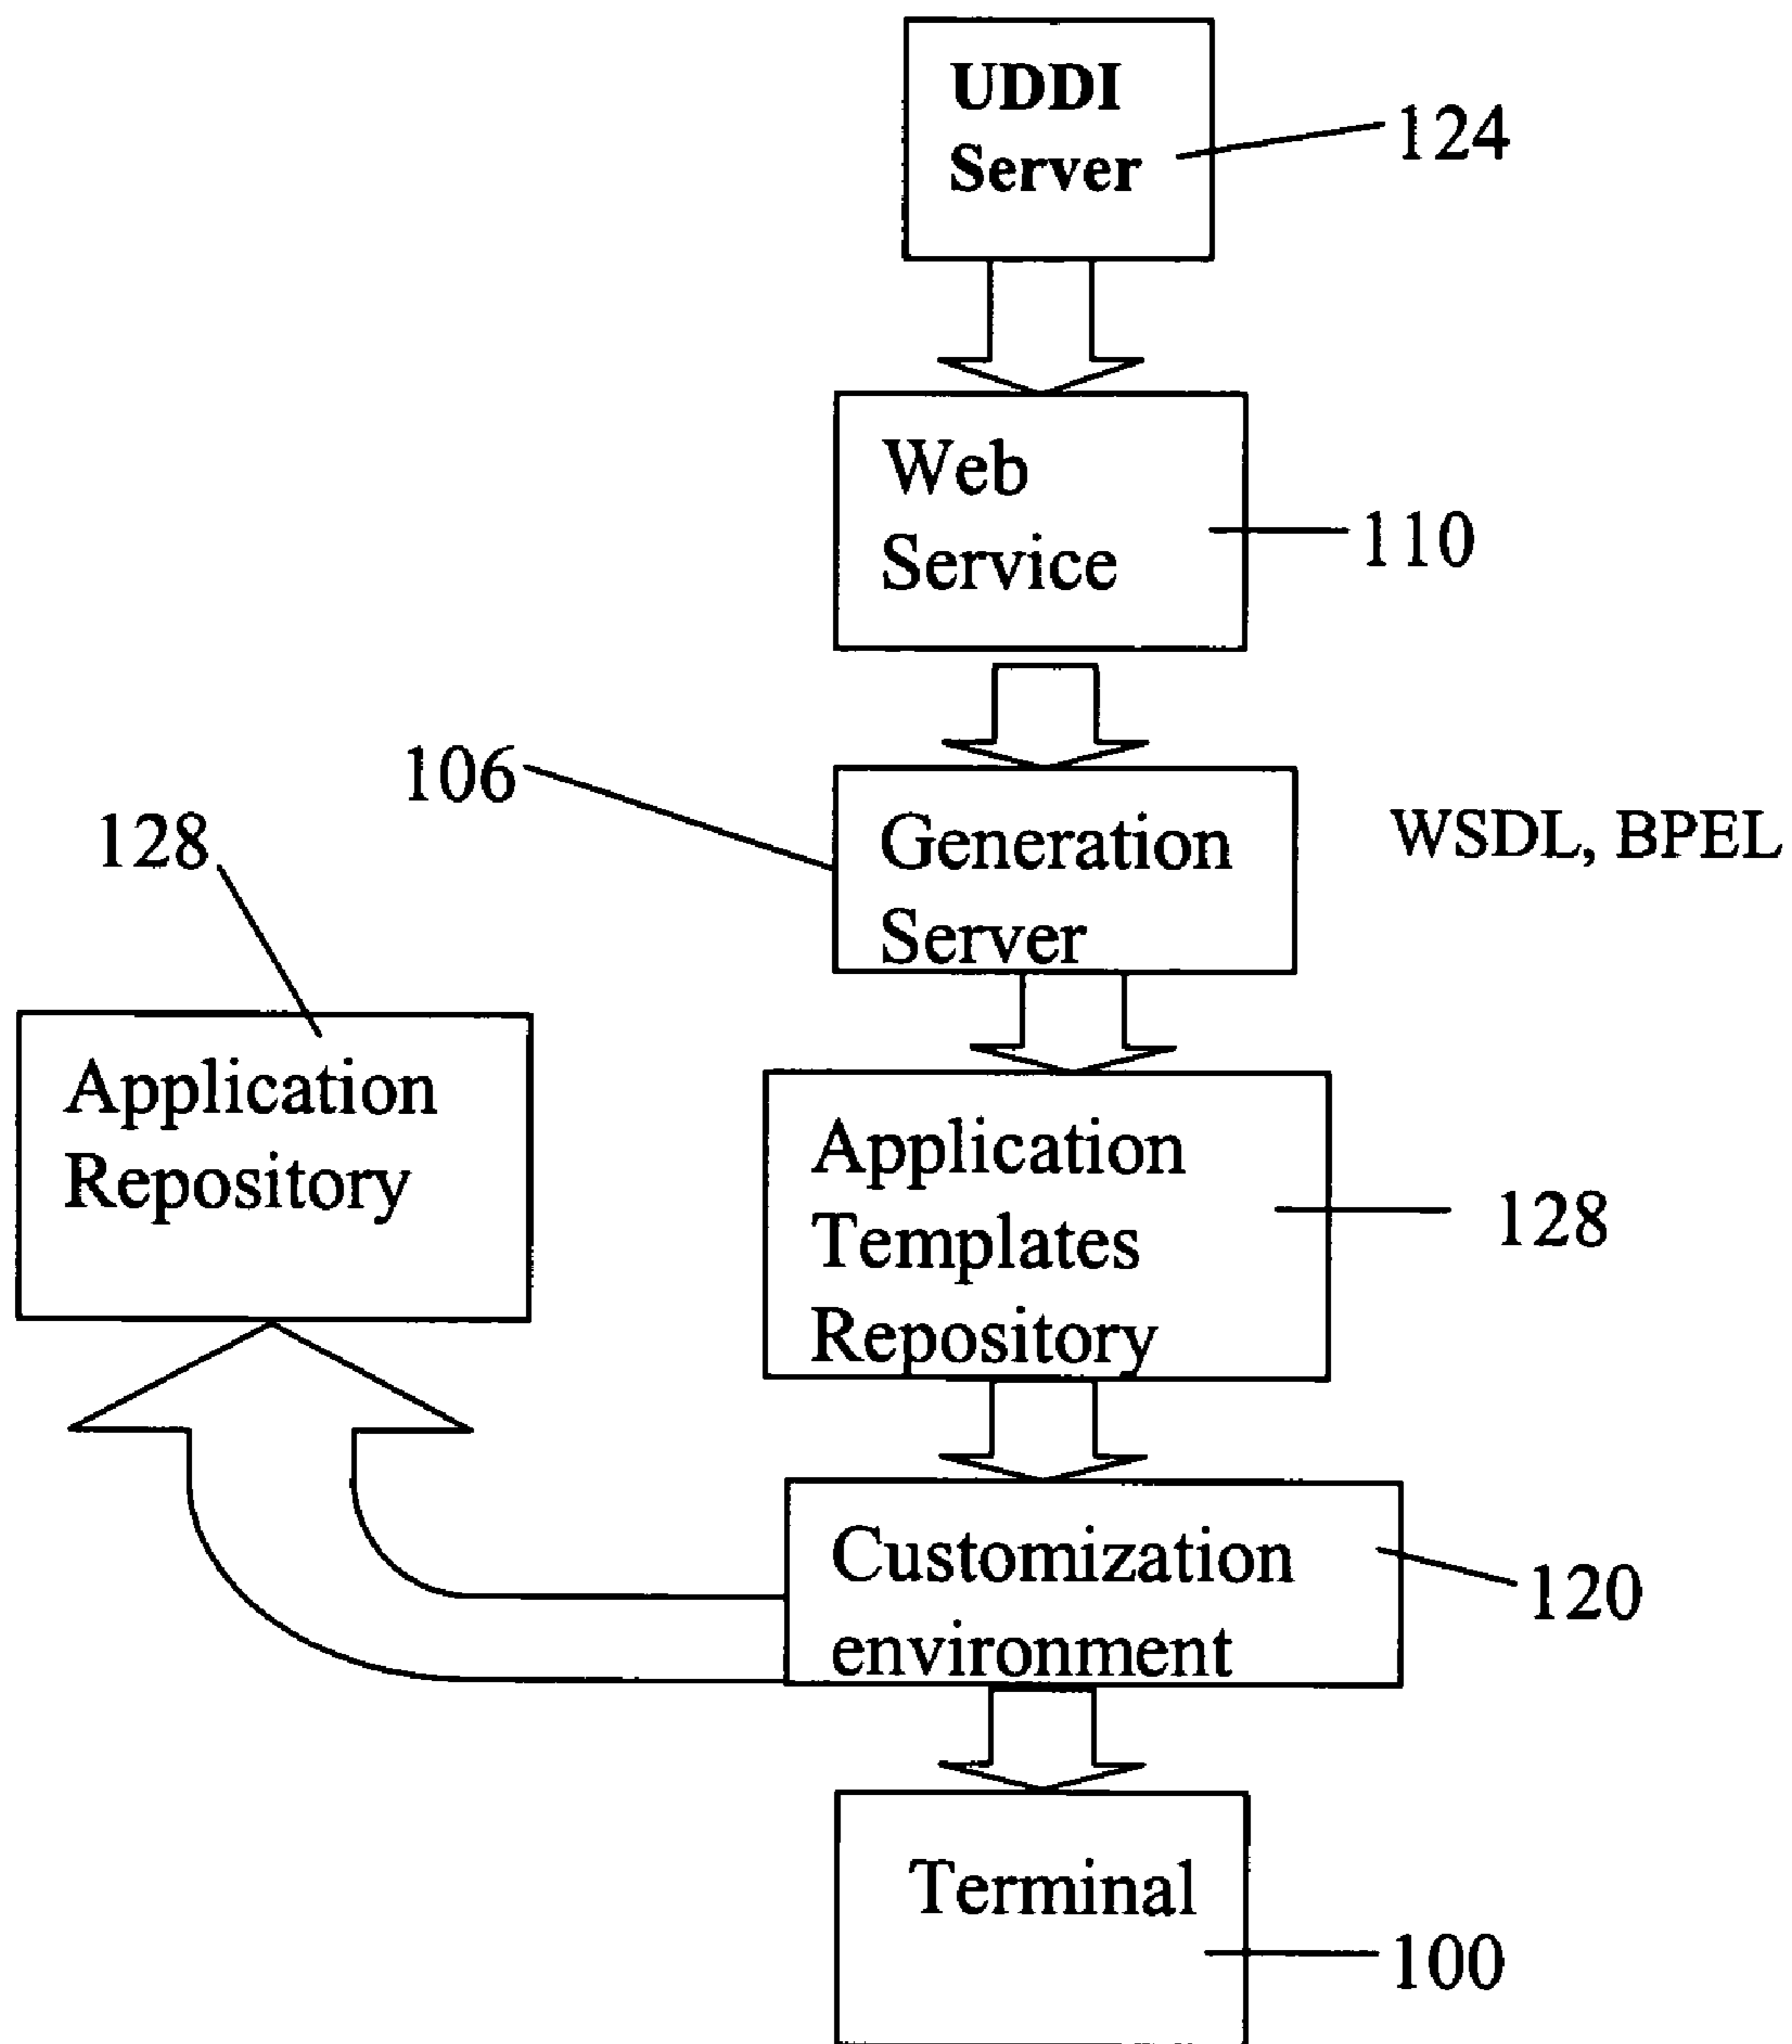 UDDI
Server
124
Web
Service
110
106
Generation
Server
WSDL, BPEL
128
Application
Repository
Application
Templates
Repository
128
Customization
environment
120
Terminal
100